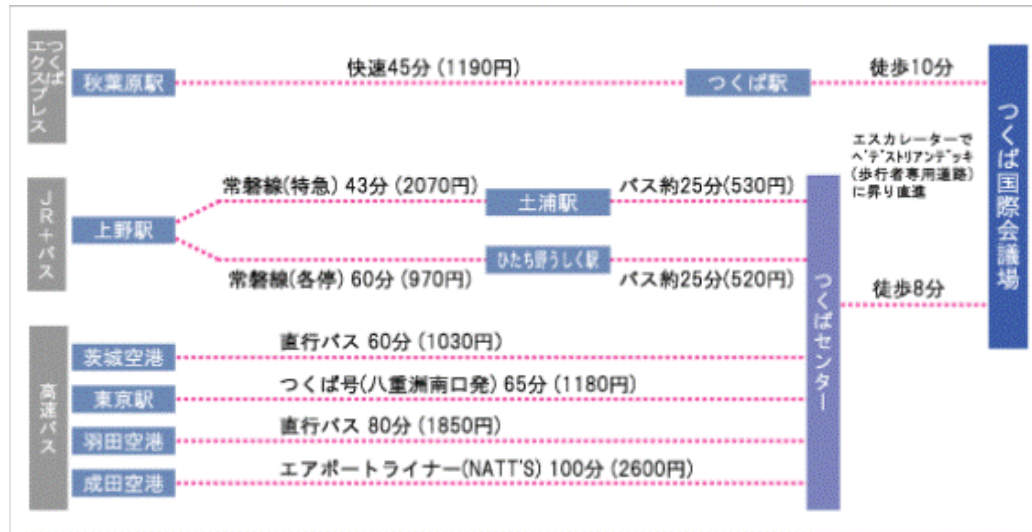 つくば
エクスプレス
秋葉原駅
快速45分 (1190円)
つくば駅
徒歩10分
つくば国際会議場
エスカレーターで
ペデストリアンデッキ
(歩行者専用通路)
に昇り直進
JR+バス
上野駅
常磐線(特急) 43分 (2070円)
土浦駅
バス約25分(530円)
常磐線(各停) 60分 (970円)
ひたち野うしく駅
バス約25分(520円)
つくばセンター
徒歩8分
高速バス
茨城空港
直行バス 60分 (1030円)
東京駅
つくば号(八重洲南口発) 65分 (1180円)
羽田空港
直行バス 80分 (1850円)
成田空港
エアポートライナー(NATT'S) 100分 (2600円)